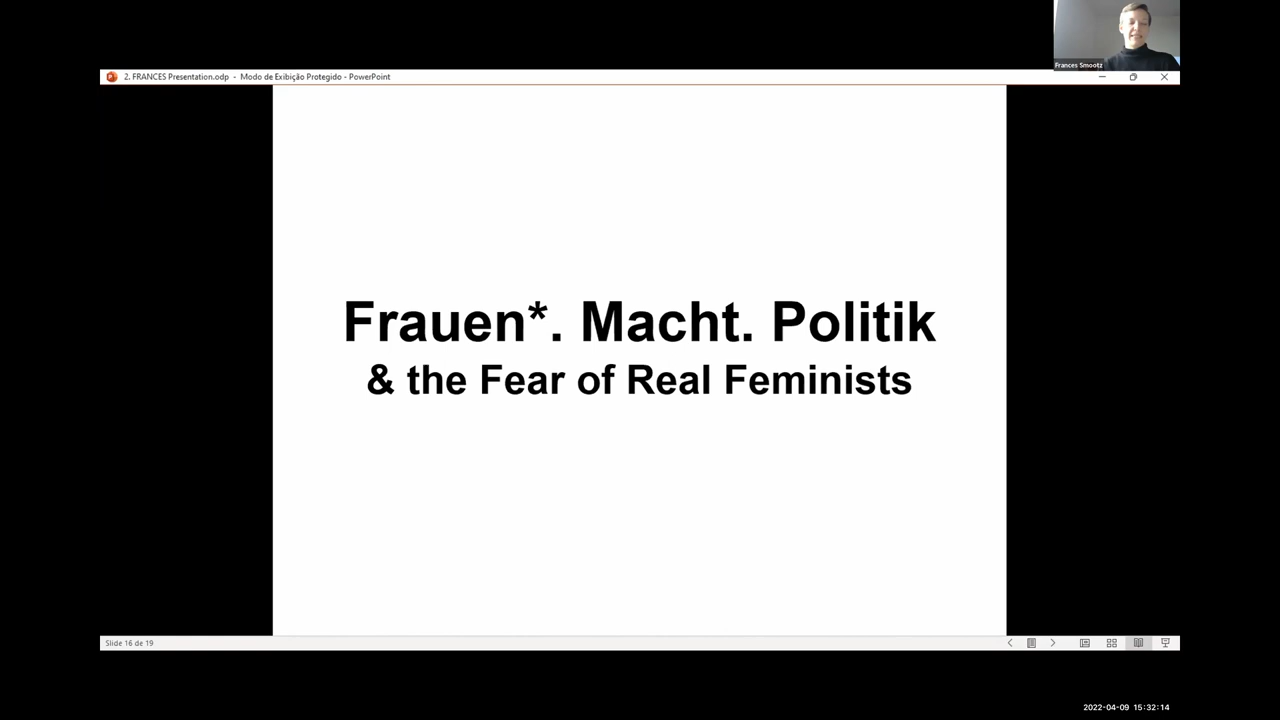 Frances Smootz
2. FRANCES Presentation.odp - Modo de Exibição Protegido - PowerPoint
Frauen*. Macht. Politik
& the Fear of Real Feminists
Slide 16 de 19
2022-04-09 15:32:14